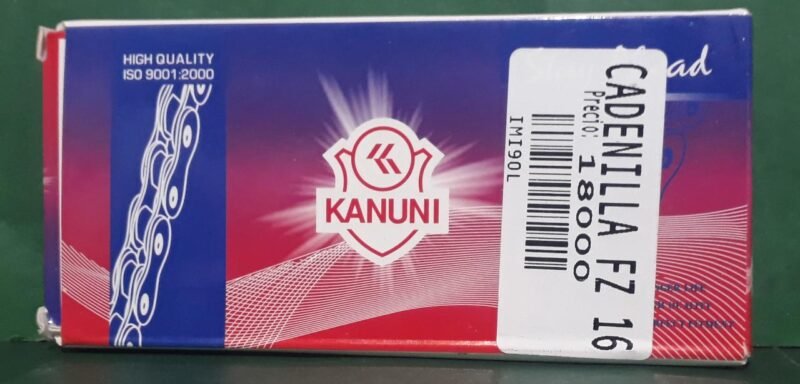 HIGH QUALITY
ISO 9001:2000
KANUNI
CADENILLA FZ 16
Precio: 18000
IMI90L